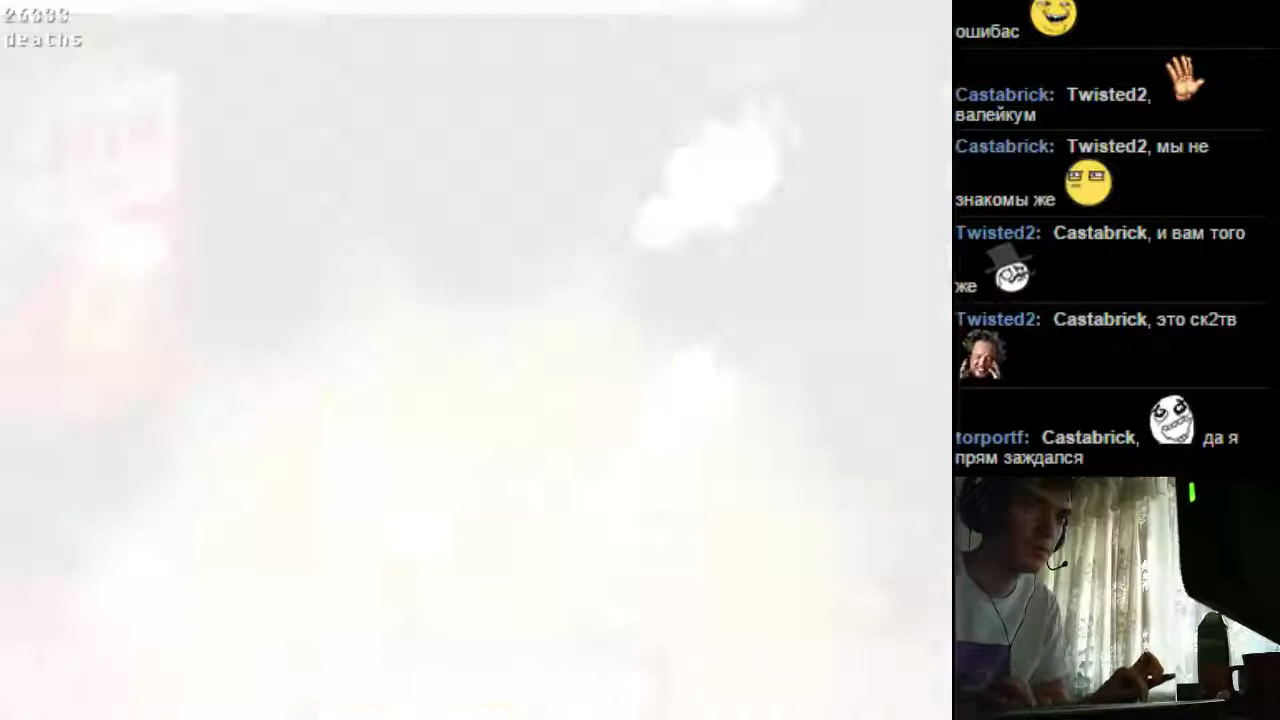 deaths
ошибас
Castabrick: Twisted2,
валейкум
Castabrick: Twisted2, мы не
знакомы же
Twisted2: Castabrick, и вам того
же
Twisted2: Castabrick, это ск2тв
torportf: Castabrick, да я
прям заждался